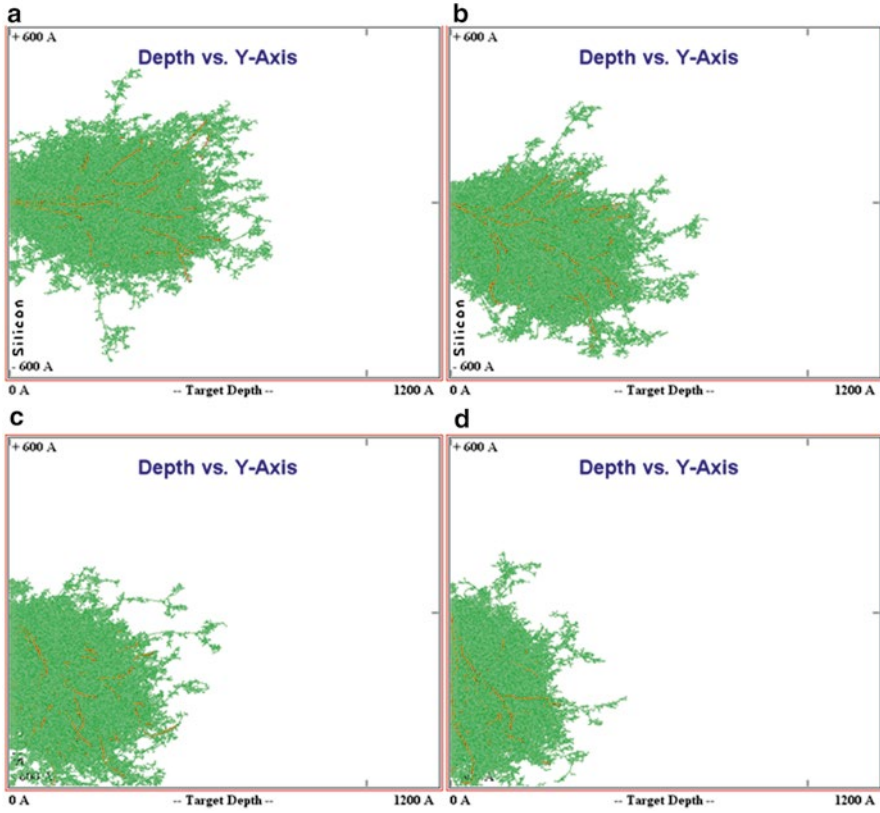 a
+ 600 A
Depth vs. Y-Axis
Silicon
- 600 A
0 A
-- Target Depth --
1200 A
b
+ 600 A
Depth vs. Y-Axis
Silicon
- 600 A
0 A
-- Target Depth --
1200 A
c
+ 600 A
Depth vs. Y-Axis
0 A
-- Target Depth --
1200 A
d
+ 600 A
Depth vs. Y-Axis
0 A
-- Target Depth --
1200 A